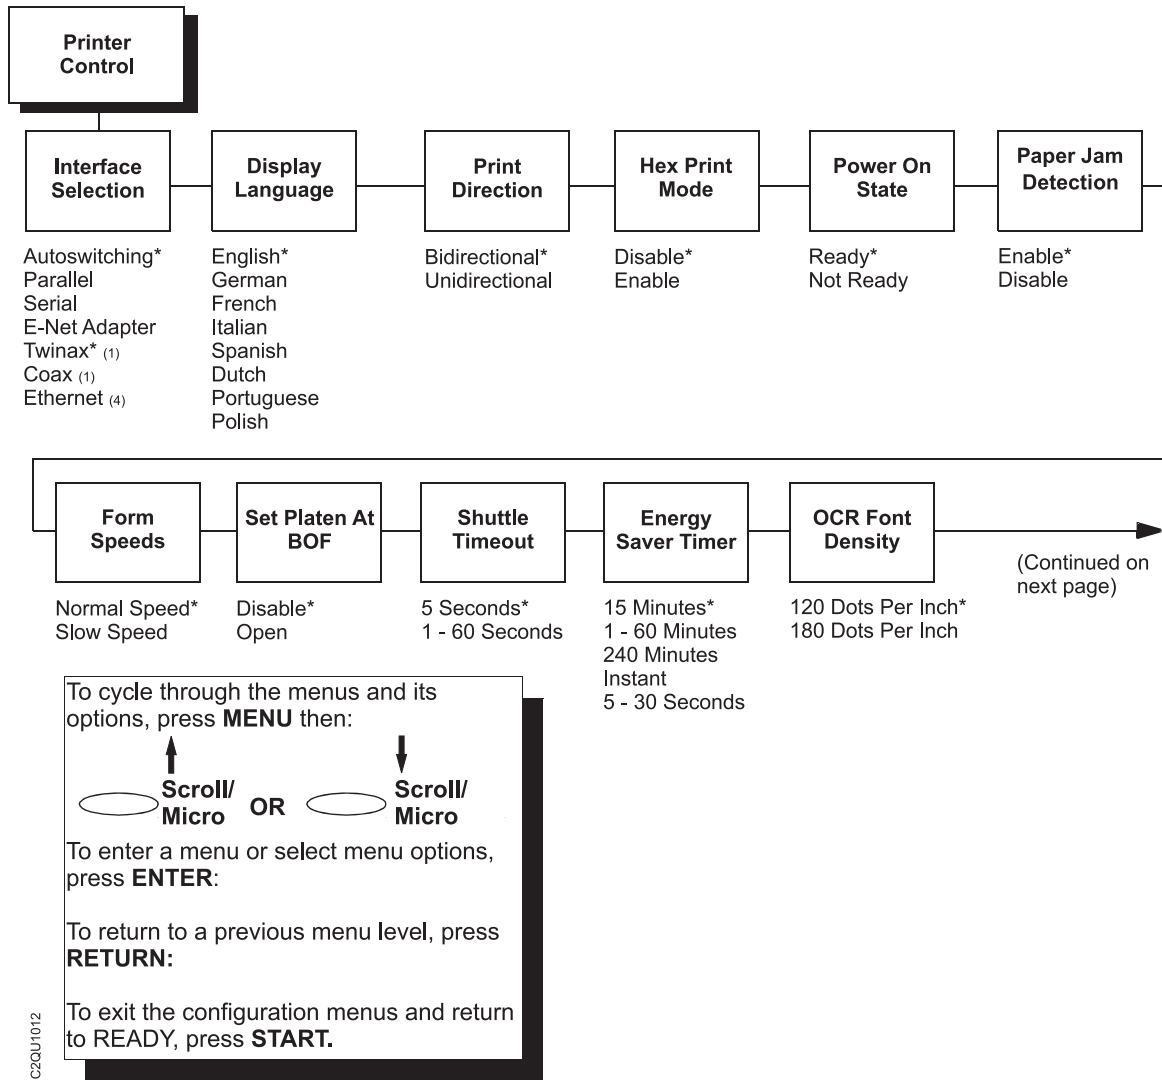 Printer
Control
Interface
Selection
Display
Language
Print
Direction
Hex Print
Mode
Power On
State
Paper Jam
Detection
Autoswitching*
Parallel
Serial
E-Net Adapter
Twinax* (1)
Coax (1)
Ethernet (4)
English*
German
French
Italian
Spanish
Dutch
Portuguese
Polish
Bidirectional*
Unidirectional
Disable*
Enable
Ready*
Not Ready
Enable*
Disable
Form
Speeds
Set Platen At
BOF
Shuttle
Timeout
Energy
Saver Timer
OCR Font
Density
(Continued on
next page)
Normal Speed*
Slow Speed
Disable*
Open
5 Seconds*
1 - 60 Seconds
15 Minutes*
1 - 60 Minutes
240 Minutes
Instant
5 - 30 Seconds
120 Dots Per Inch*
180 Dots Per Inch
To cycle through the menus and its
options, press MENU then:
Scroll/
Micro
OR
Scroll/
Micro
To enter a menu or select menu options,
press ENTER:
To return to a previous menu level, press
RETURN:
To exit the configuration menus and return
to READY, press START.
C2QU1012